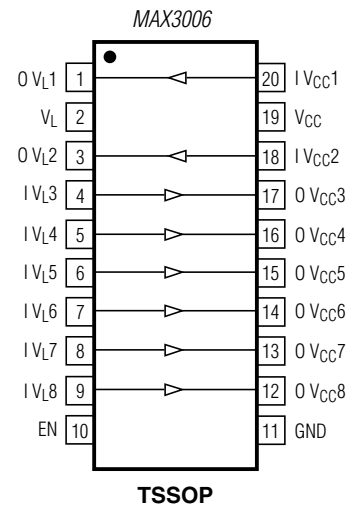 MAX3006
O VL1 1 20 I VCC1
VL 2 19 VCC
O VL2 3 18 I VCC2
I VL3 4 17 O VCC3
I VL4 5 16 O VCC4
I VL5 6 15 O VCC5
I VL6 7 14 O VCC6
I VL7 8 13 O VCC7
I VL8 9 12 O VCC8
EN 10 11 GND
TSSOP